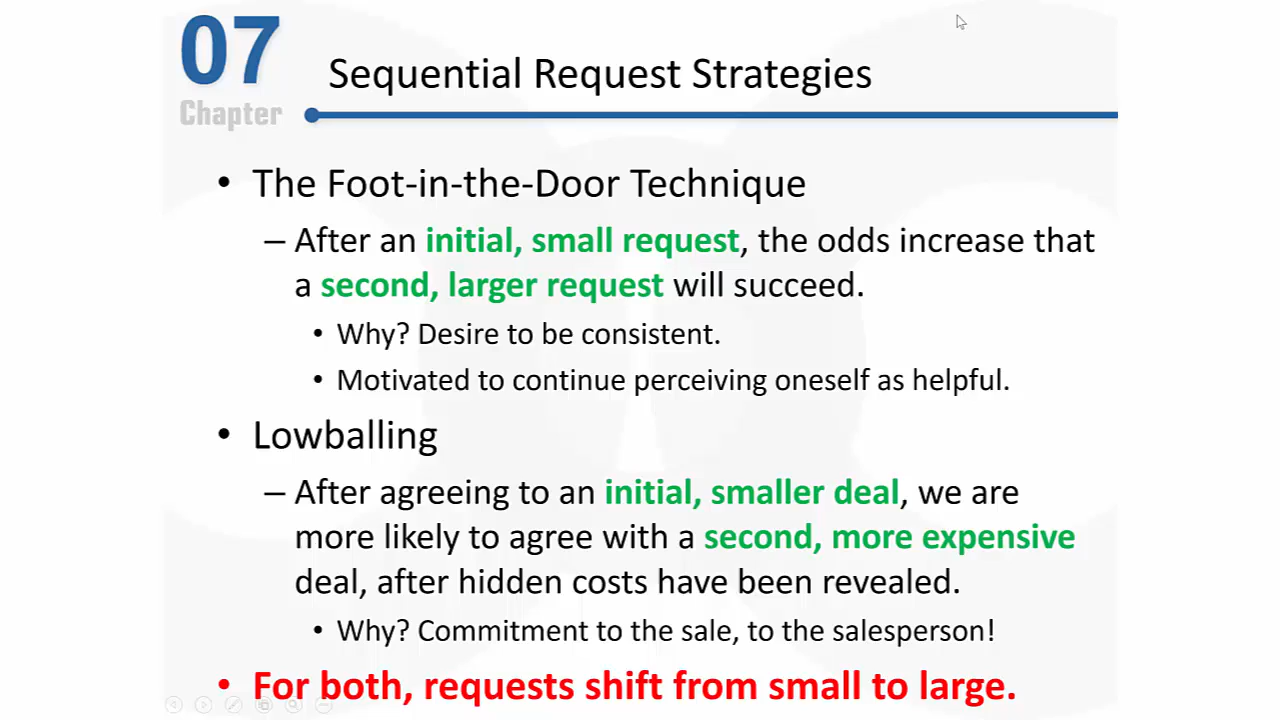 07
Chapter
Sequential Request Strategies
• The Foot-in-the-Door Technique
– After an initial, small request, the odds increase that
a second, larger request will succeed.
• Why? Desire to be consistent.
• Motivated to continue perceiving oneself as helpful.
• Lowballing
– After agreeing to an initial, smaller deal, we are
more likely to agree with a second, more expensive
deal, after hidden costs have been revealed.
• Why? Commitment to the sale, to the salesperson!
• For both, requests shift from small to large.